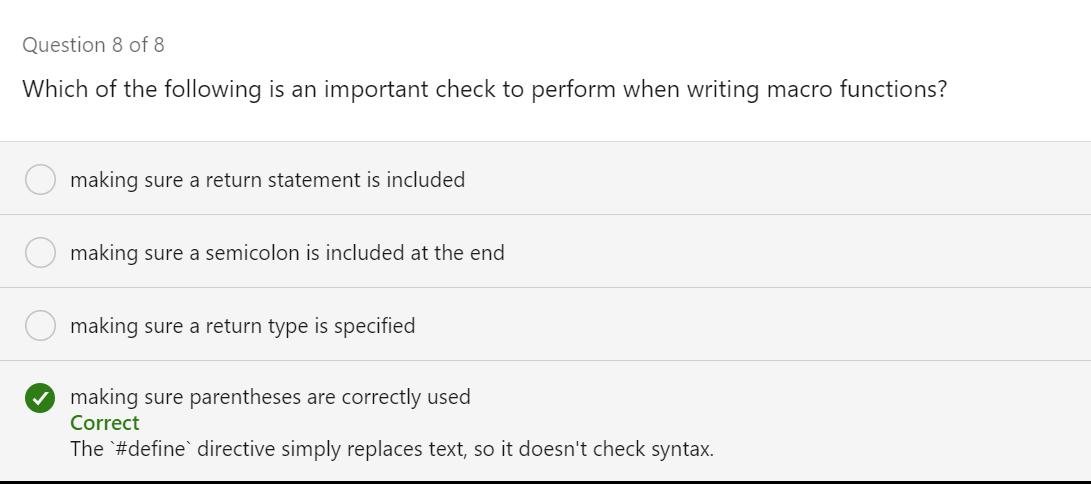 Question 8 of 8
Which of the following is an important check to perform when writing macro functions?
making sure a return statement is included
making sure a semicolon is included at the end
making sure a return type is specified
making sure parentheses are correctly used
Correct
The `#define` directive simply replaces text, so it doesn't check syntax.